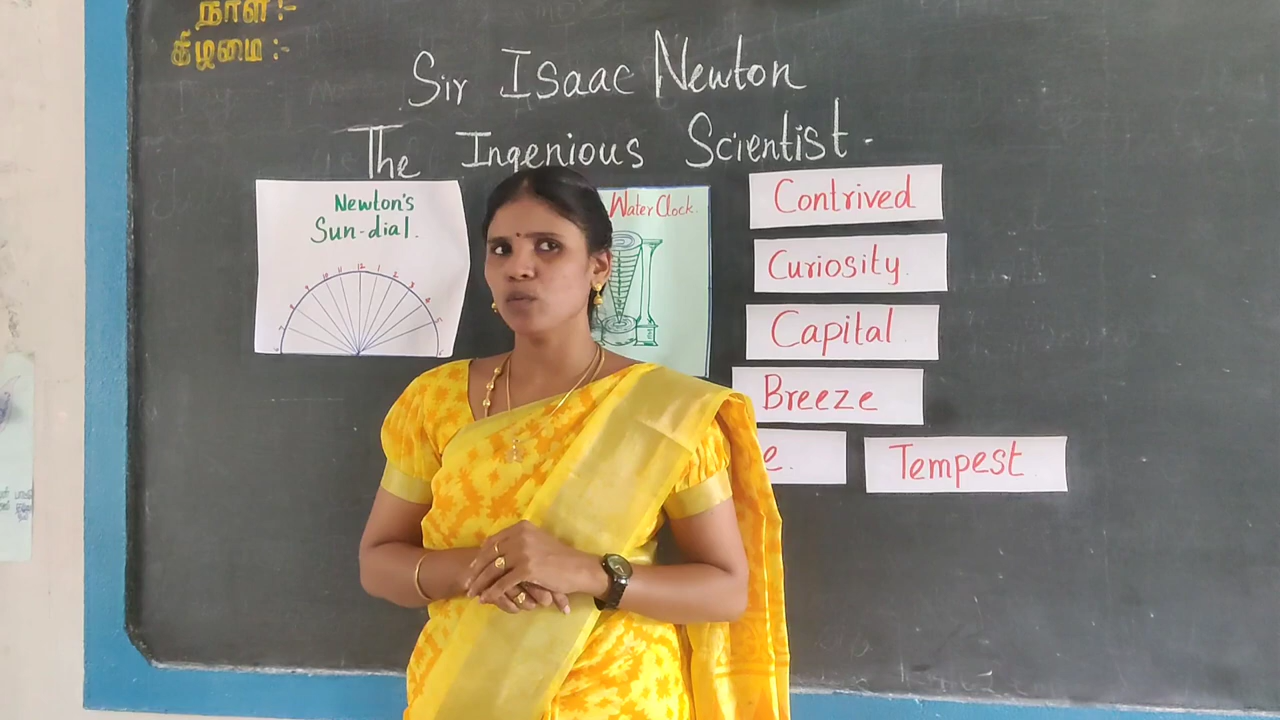 நாள் :-
கிழமை :-
Sir Isaac Newton
The Ingenious Scientist.
Newton's
Sun-dial.
Water Clock.
Contrived
Curiosity.
Capital
Breeze
e.
Tempest